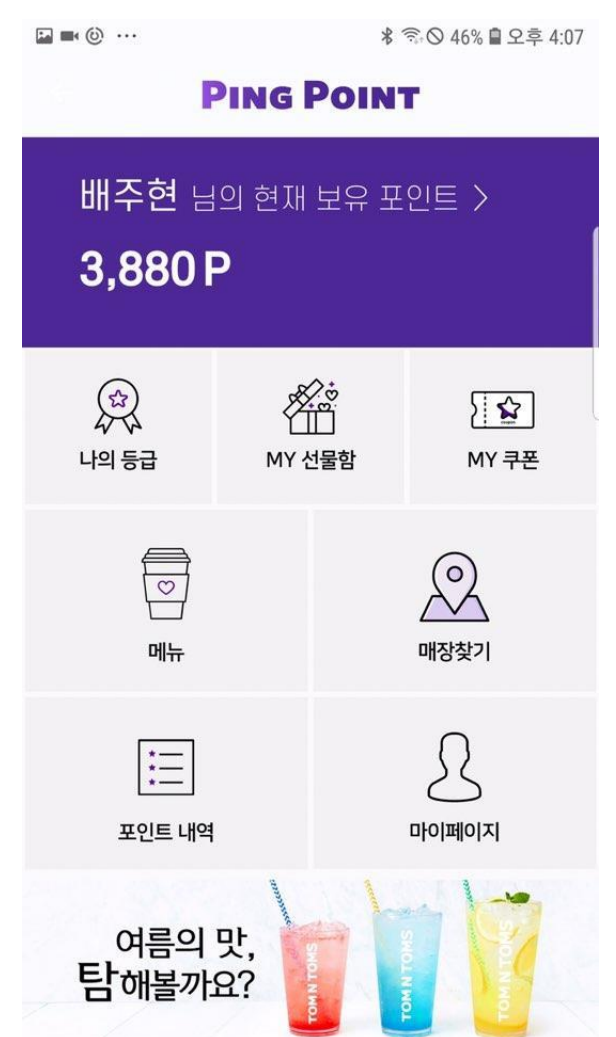 46% 오후 4:07
PING POINT
배주현 님의 현재 보유 포인트 >
3,880 P
나의 등급
MY 선물함
coupon
MY 쿠폰
메뉴
매장찾기
포인트 내역
마이페이지
여름의 맛,
탐해볼까요?
TOM N TOMS
TOM N TOMS
TOM N TOMS